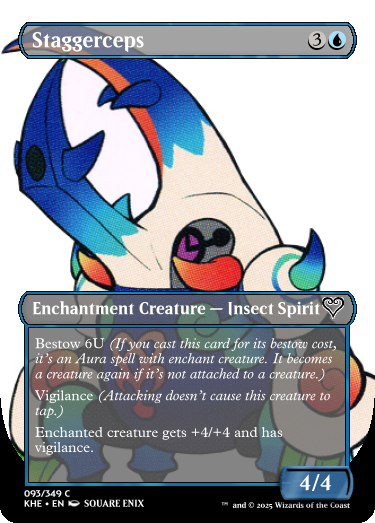 Staggerceps 3
Enchantment Creature — Insect Spirit
Bestow 6U (If you cast this card for its bestow cost,
it's an Aura spell with enchant creature. It becomes
a creature again if it's not attached to a creature.)
Vigilance (Attacking doesn't cause this creature to
tap.)
Enchanted creature gets +4/+4 and has
vigilance.
4/4
093/349 C
KHE • EN SQUARE ENIX ™ and © 2025 Wizards of the Coast